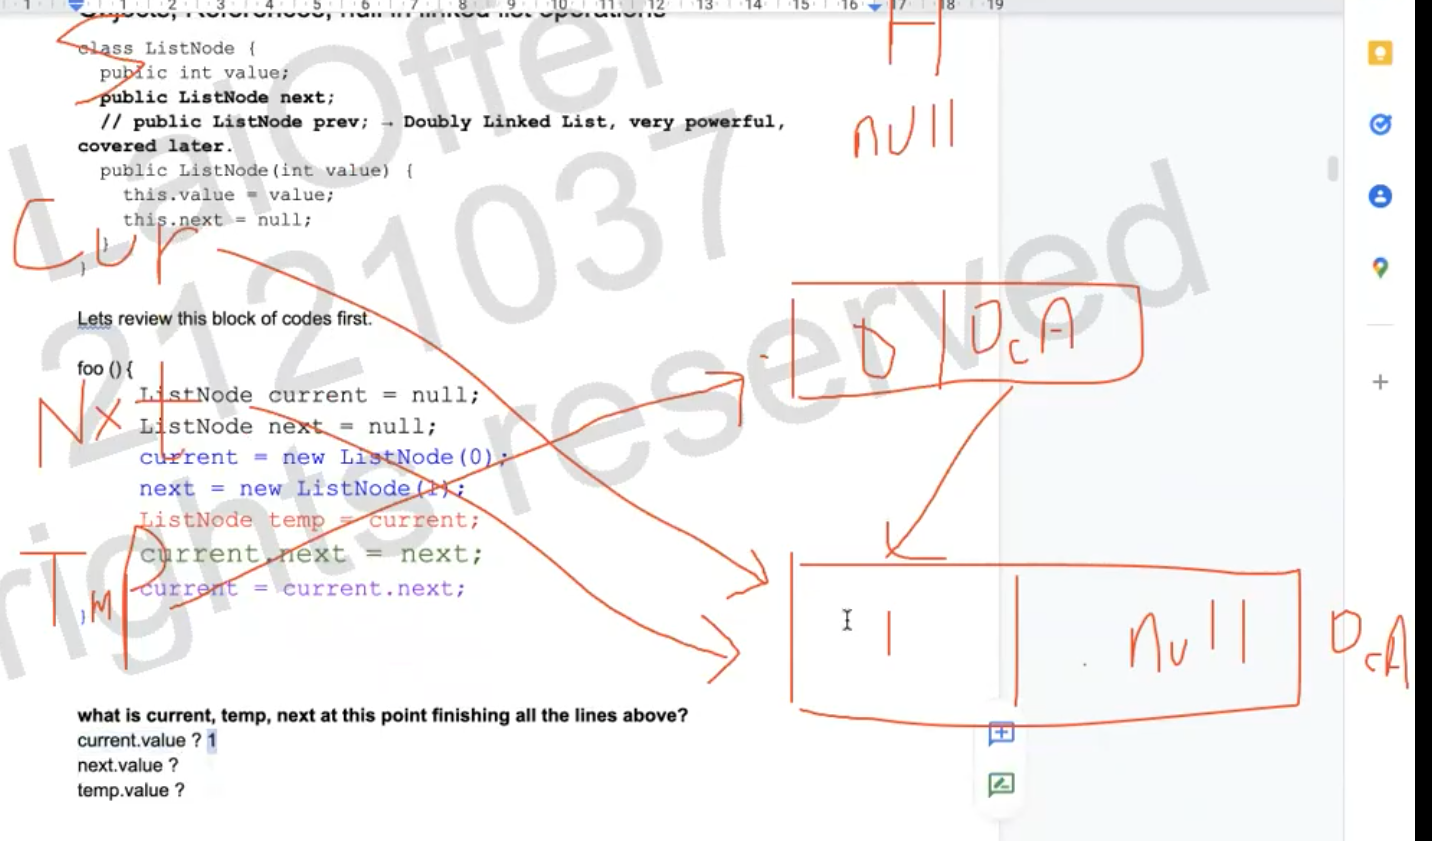 1 1 2 3 4 5 6 7 8 9 10 11 12 13 14 15 16 17 18 19
Objects, References, null in linked list operations
class ListNode {
public int value;
public ListNode next;
// public ListNode prev; → Doubly Linked List, very powerful,
covered later.
public ListNode(int value) {
this.value = value;
this.next = null;
}
}
H
null
Cur
Lets review this block of codes first.
foo () {
ListNode current = null;
ListNode next = null;
current = new ListNode(0);
next = new ListNode(1);
ListNode temp = current;
current.next = next;
current = current.next;
}
Nxt
TMP
0 0cA
1 null 0cA
what is current, temp, next at this point finishing all the lines above?
current.value ? 1
next.value ?
temp.value ?
LaiOffer
2121037
rights reserved